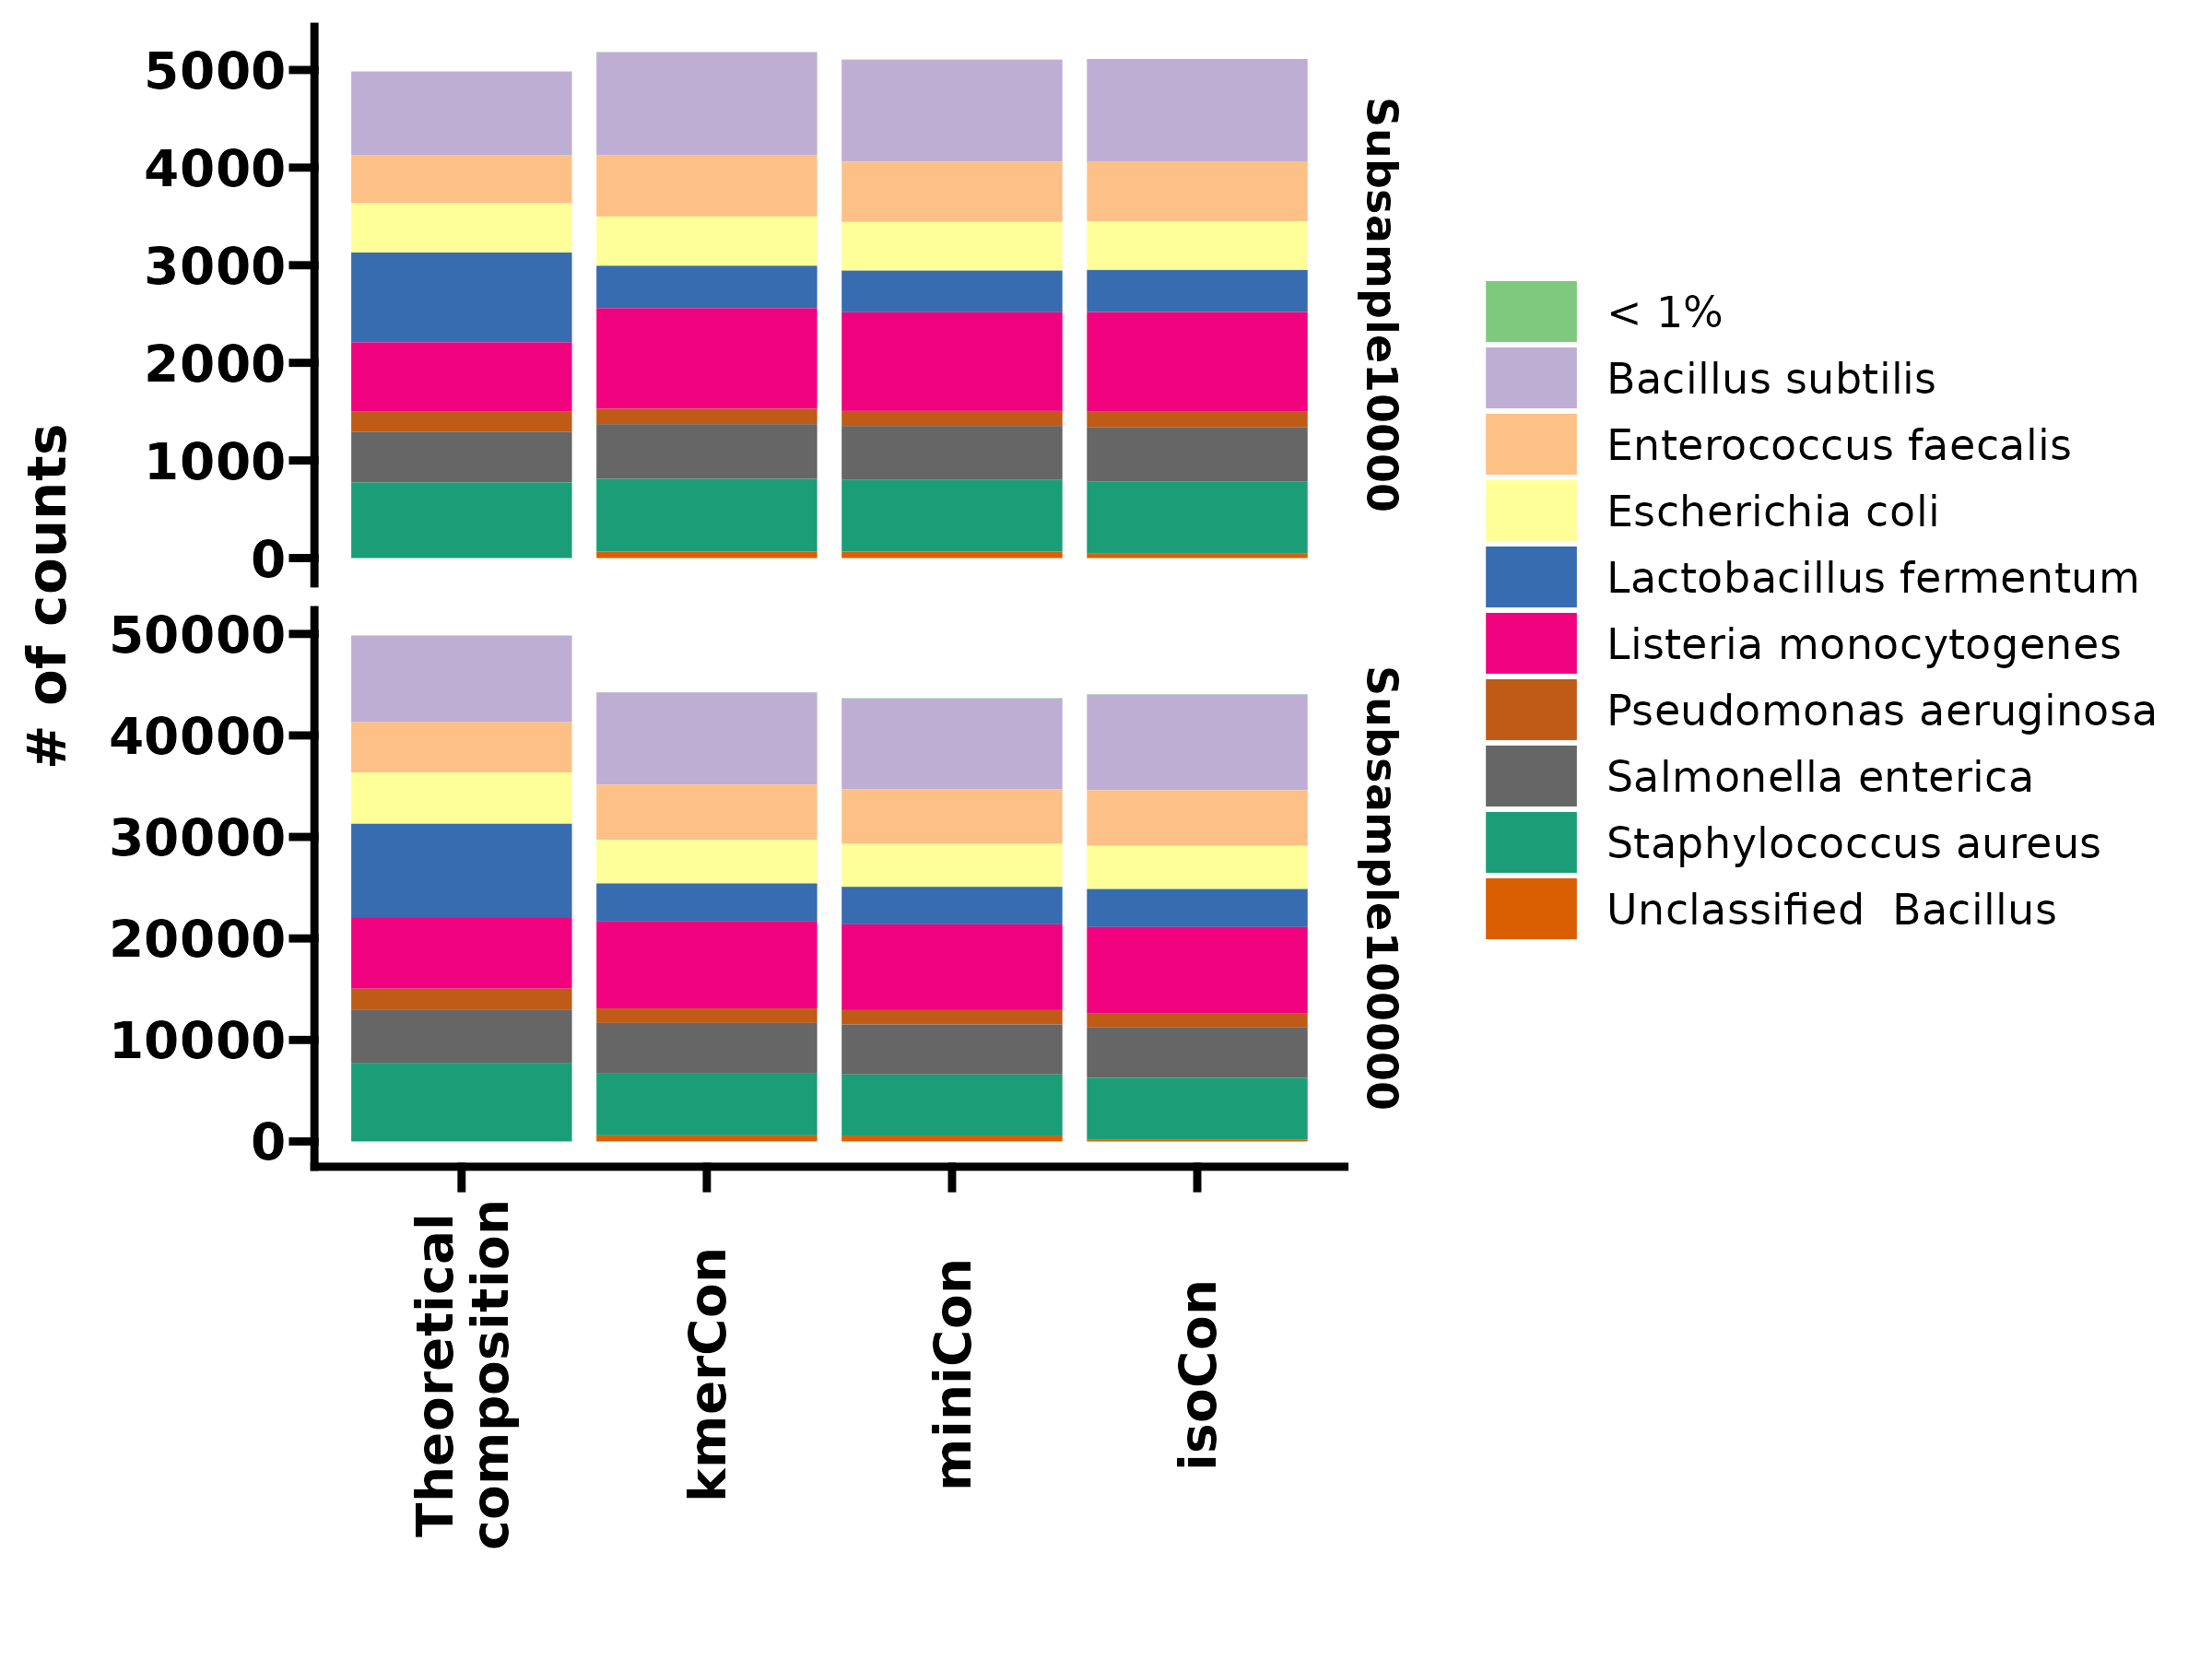 # of counts
5000
4000
3000
2000
1000
0
Subsample10000
50000
40000
30000
20000
10000
0
Subsample100000
Theoretical
composition
kmerCon
miniCon
isoCon
< 1%
Bacillus subtilis
Enterococcus faecalis
Escherichia coli
Lactobacillus fermentum
Listeria monocytogenes
Pseudomonas aeruginosa
Salmonella enterica
Staphylococcus aureus
Unclassified  Bacillus